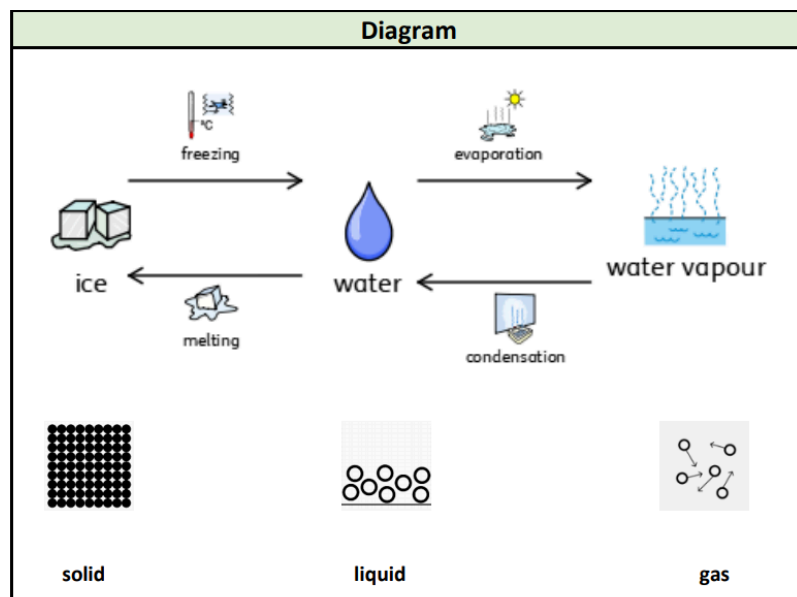 Diagram
°C
freezing
evaporation
ice
water
water vapour
melting
condensation
solid
liquid
gas